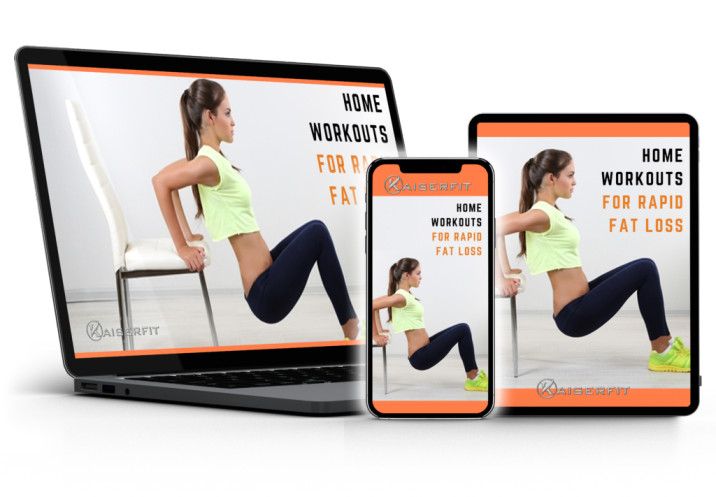 HOME
WORKOUTS
FOR RAPID
FAT LOSS
KAISERFIT
KAISERFIT
HOME
WORKOUTS
FOR RAPID
FAT LOSS
HOME
WORKOUTS
FOR RAPID
FAT LOSS
KAISERFIT